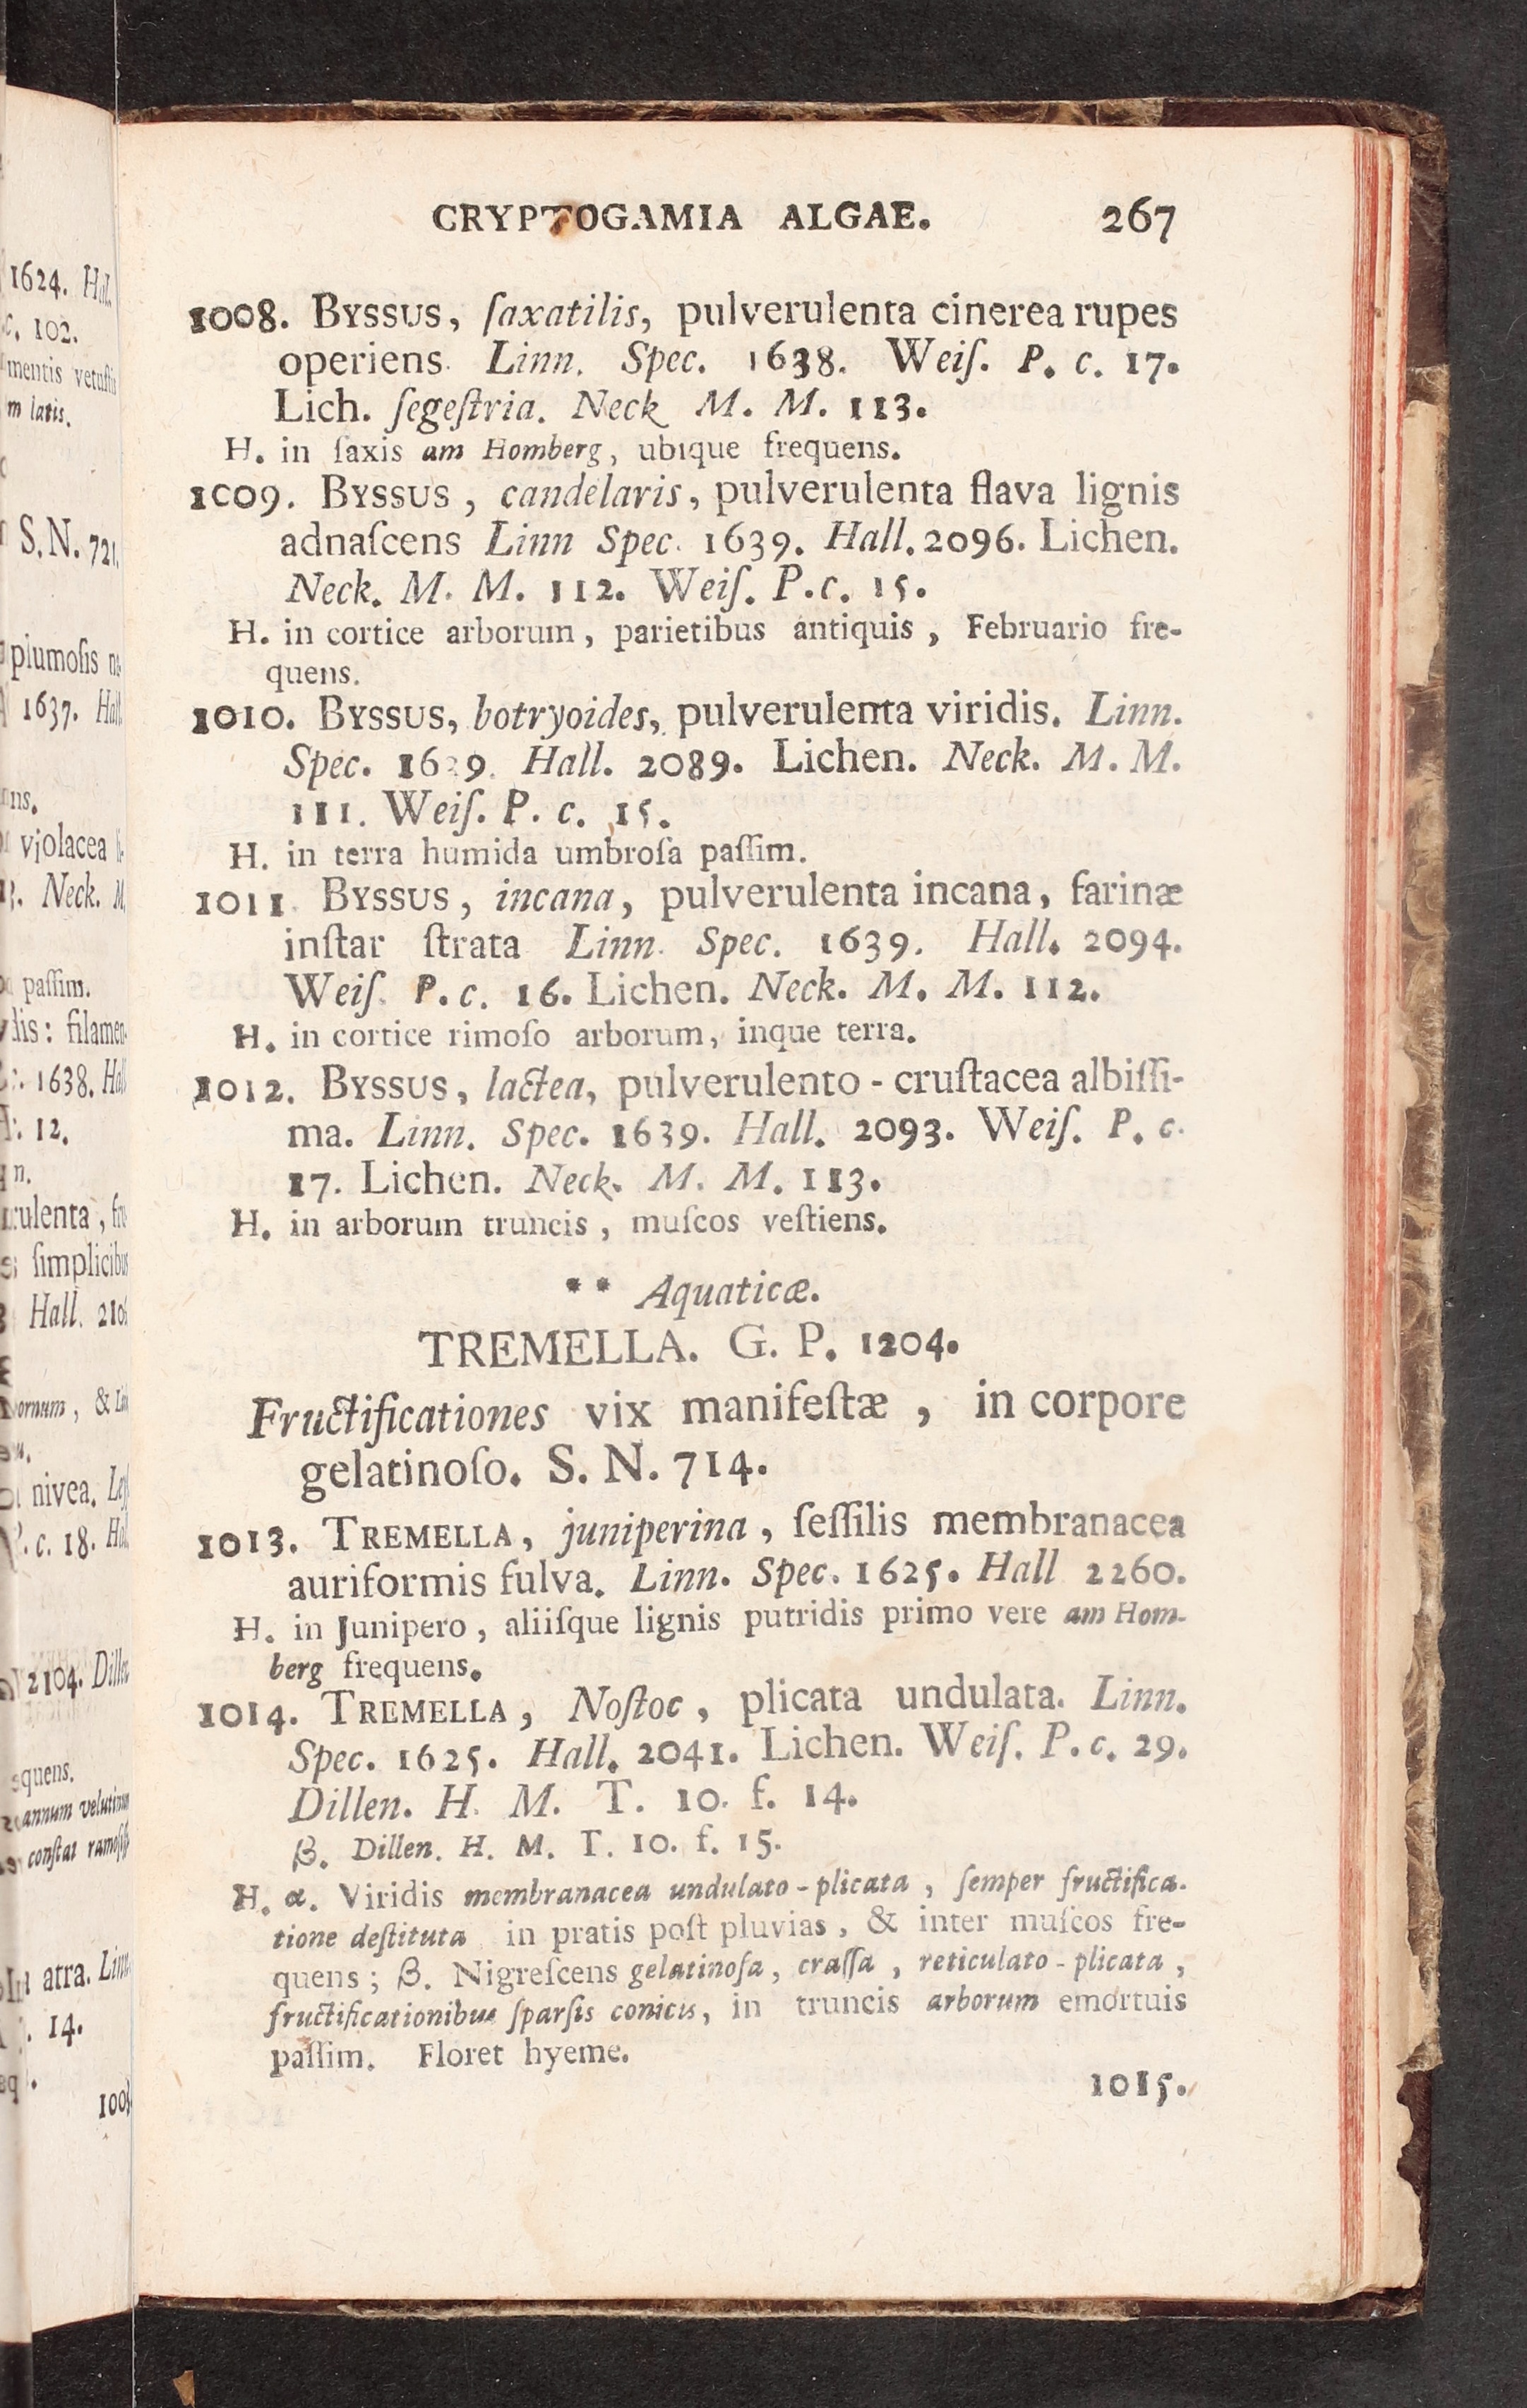 CRYPTOGAMIA ALGAE. 267
1008. BYSSUS, ſaxatilis, pulverulenta cinerea rupes
operiens. Linn. Spec. 1638. Weiſ. P. c. 17.
Lich. ſegeſtria. Neck M. M. 113.
H. in ſaxis am Homberg, ubique frequens.
1009. BYSSUS, candelaris, pulverulenta flava lignis
adnaſcens Linn Spec. 1639. Hall. 2096. Lichen.
Neck. M. M. 112. Weiſ. P. c. 15.
H. in cortice arborum, parietibus antiquis, Februario fre-
quens.
1010. BYSSUS, botryoides, pulverulenta viridis. Linn.
Spec. 1639. Hall. 2089. Lichen. Neck. M. M.
111. Weiſ. P. c. 15.
H. in terra humida umbroſa paſſim.
1011. BYSSUS, incana, pulverulenta incana, farinæ
inſtar ſtrata Linn. Spec. 1639. Hall. 2094.
Weiſ. P. c. 16. Lichen. Neck. M. M. 112.
H. in cortice rimoſo arborum, inque terra.
1012. BYSSUS, lactea, pulverulento - cruſtacea albiſſi-
ma. Linn. Spec. 1639. Hall. 2093. Weiſ. P. c.
17. Lichen. Neck. M. M. 113.
H. in arborum truncis, muſcos veſtiens.
** Aquaticæ.
TREMELLA. G. P. 1204.
Fructificationes vix manifeſtæ, in corpore
gelatinoſo. S. N. 714.
1013. TREMELLA, juniperina, ſeſſilis membranacea
auriformis fulva. Linn. Spec. 1625. Hall 2260.
H. in Junipero, aliiſque lignis putridis primo vere am Hom-
berg frequens.
1014. TREMELLA, Noſtoc, plicata undulata. Linn.
Spec. 1625. Hall. 2041. Lichen. Weiſ. P. c. 29.
Dillen. H. M. T. 10. f. 14.
β. Dillen. H. M. T. 10. f. 15.
H. α. Viridis membranacea undulato - plicata, ſemper fructifica-
tione deſtituta in pratis poſt pluvias, & inter muſcos fre-
quens; β. Nigreſcens gelatinoſa, craſſa, reticulato - plicata,
fructificationibus ſparſis conicis, in truncis arborum emortuis
paſſim. Floret hyeme.
1015.